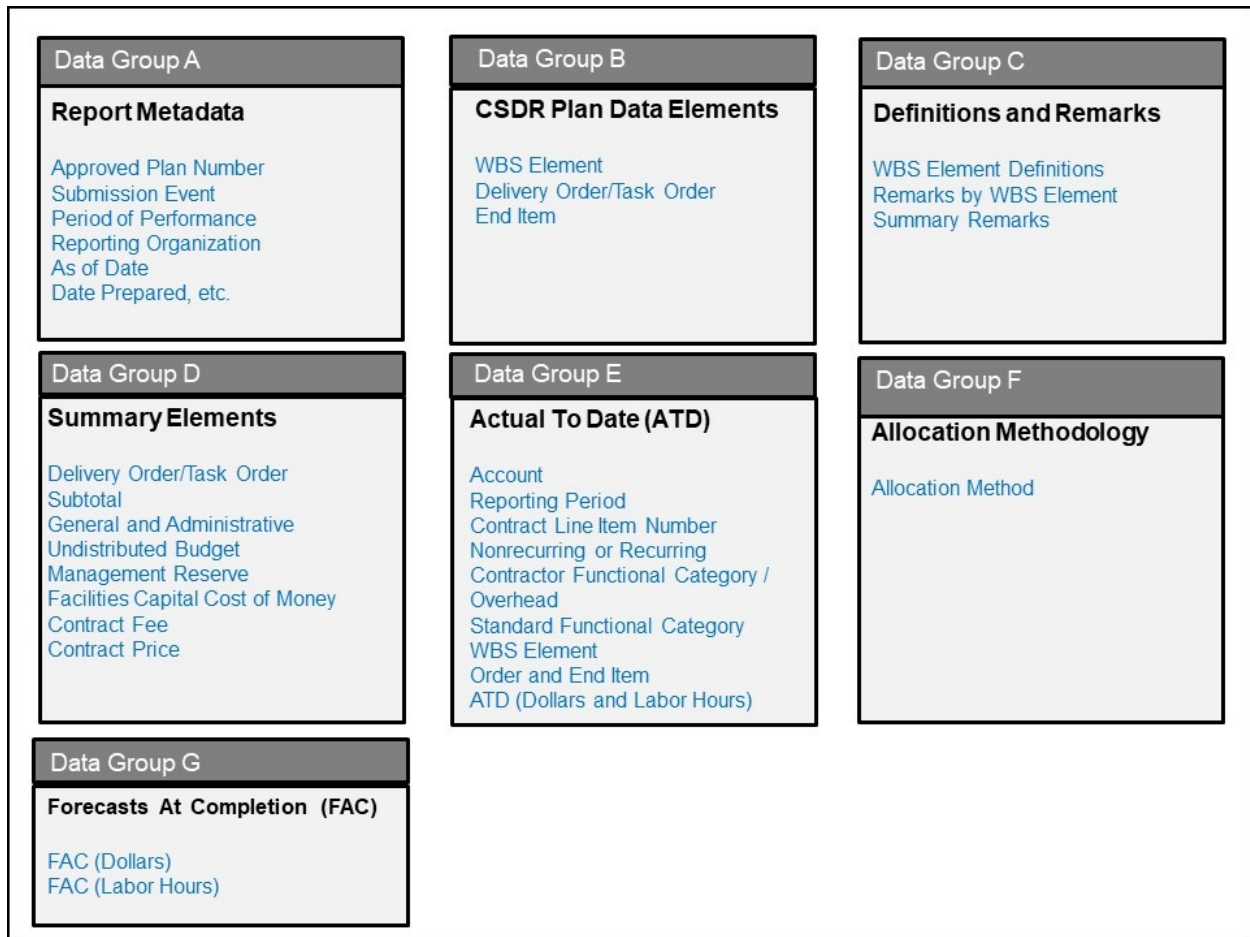 Data Group A
Report Metadata
Approved Plan Number
Submission Event
Period of Performance
Reporting Organization
As of Date
Date Prepared, etc.
Data Group B
CSDR Plan Data Elements
WBS Element
Delivery Order/Task Order
End Item
Data Group C
Definitions and Remarks
WBS Element Definitions
Remarks by WBS Element
Summary Remarks
Data Group D
Summary Elements
Delivery Order/Task Order
Subtotal
General and Administrative
Undistributed Budget
Management Reserve
Facilities Capital Cost of Money
Contract Fee
Contract Price
Data Group E
Actual To Date (ATD)
Account
Reporting Period
Contract Line Item Number
Nonrecurring or Recurring
Contractor Functional Category /
Overhead
Standard Functional Category
WBS Element
Order and End Item
ATD (Dollars and Labor Hours)
Data Group F
Allocation Methodology
Allocation Method
Data Group G
Forecasts At Completion (FAC)
FAC (Dollars)
FAC (Labor Hours)